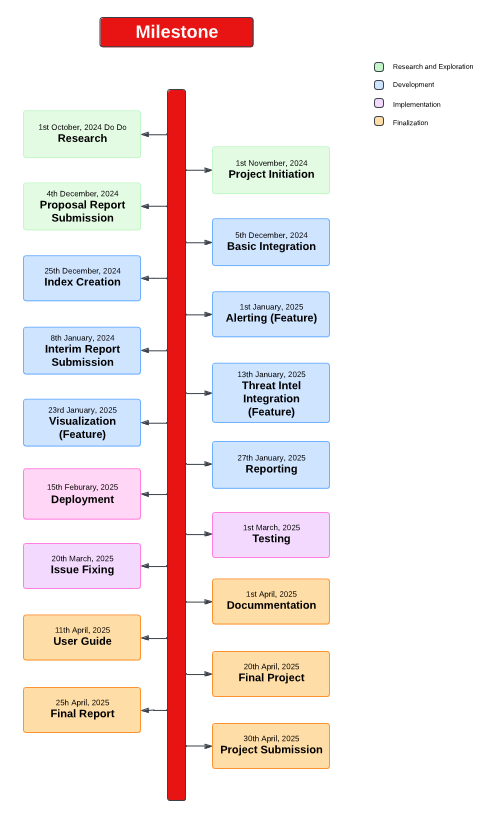 Milestone
Research and Exploration
Development
Implementation
Finalization
1st October, 2024 Do Do
Research
1st November, 2024
Project Initiation
4th December, 2024
Proposal Report
Submission
5th December, 2024
Basic Integration
25th December, 2024
Index Creation
1st January, 2025
Alerting (Feature)
8th January, 2024
Interim Report
Submission
13th January, 2025
Threat Intel
Integration
(Feature)
23rd January, 2025
Visualization
(Feature)
27th January, 2025
Reporting
15th Feburary, 2025
Deployment
1st March, 2025
Testing
20th March, 2025
Issue Fixing
1st April, 2025
Docummentation
11th April, 2025
User Guide
20th April, 2025
Final Project
25h April, 2025
Final Report
30th April, 2025
Project Submission